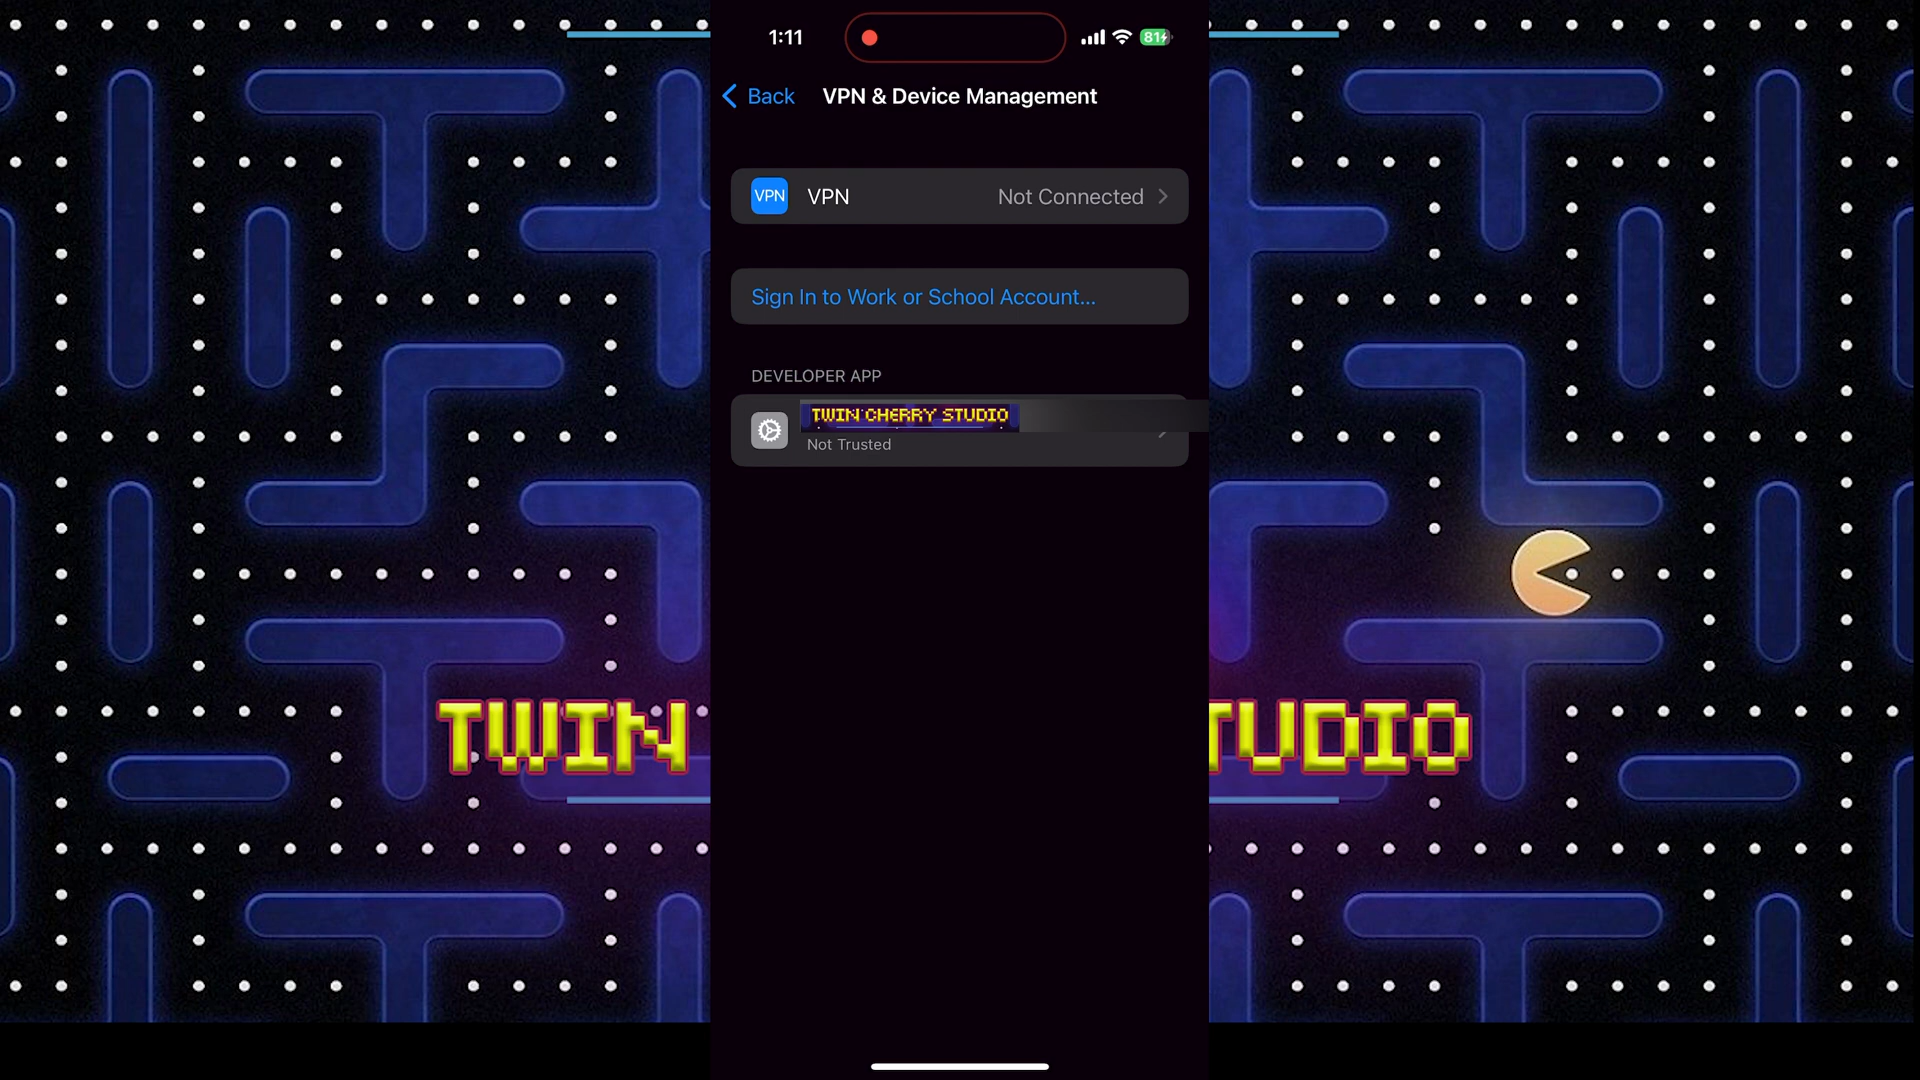 1:11
81
Back
VPN & Device Management
VPN
VPN
Not Connected
Sign In to Work or School Account...
DEVELOPER APP
TWIN CHERRY STUDIO
Not Trusted
TWIN
TUDIO